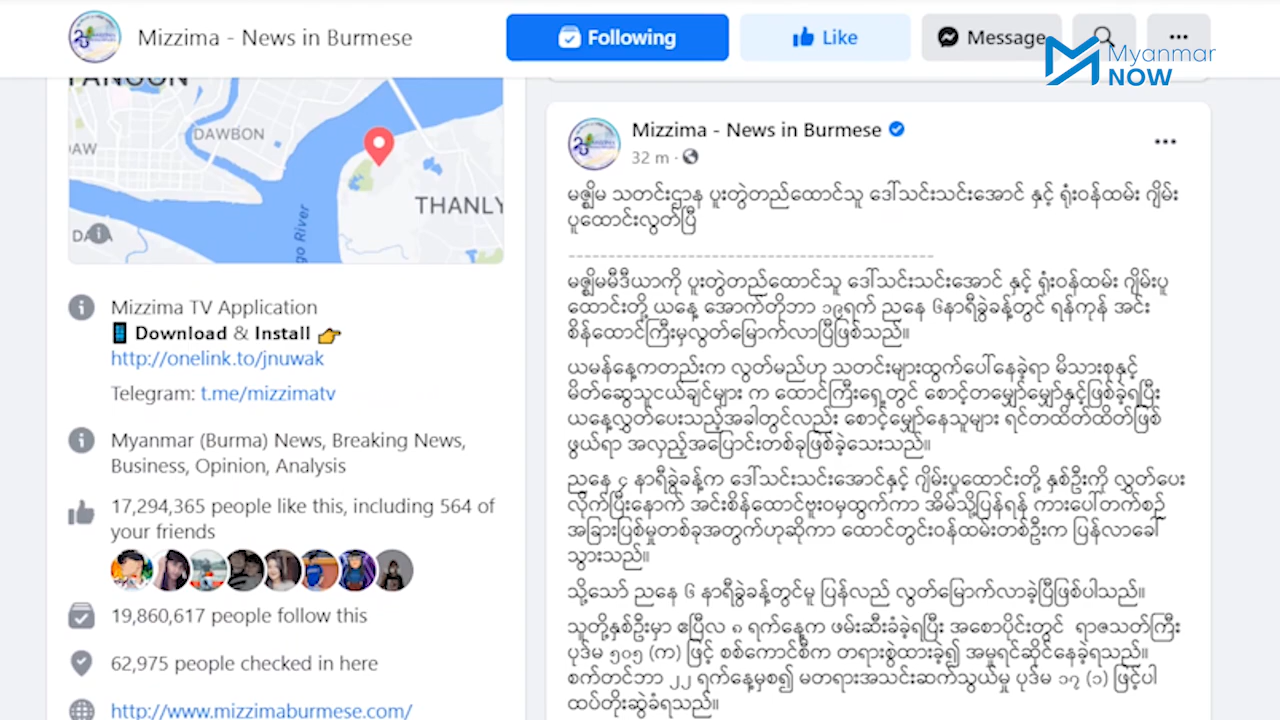 Mizzima - News in Burmese
Following
Like
Message
Myanmar
NOW
DAWBON
THANLY
go River
Mizzima TV Application
Download & Install
http://onelink.to/jnuwak
Telegram: t.me/mizzimatv
Myanmar (Burma) News, Breaking News,
Business, Opinion, Analysis
17,294,365 people like this, including 564 of
your friends
19,860,617 people follow this
62,975 people checked in here
http://www.mizzimaburmese.com/
Mizzima - News in Burmese
32 m
မဇ္ဈိမ သတင်းဌာန ပူးတွဲတည်ထောင်သူ ဒေါ်သင်းသင်းအောင် နှင့် ရုံးဝန်ထမ်း ဂျိမ်း
ပူထောင်းလွတ်ပြီ
မဇ္ဈိမမီဒီယာကို ပူးတွဲတည်ထောင်သူ ဒေါ်သင်းသင်းအောင် နှင့် ရုံးဝန်ထမ်း ဂျိမ်းပူ
ထောင်းတို့ ယနေ့ အောက်တိုဘာ ၁၉ရက် ညနေ ၆နာရီခွဲခန့်တွင် ရန်ကုန် အင်း
စိန်ထောင်ကြီးမှလွတ်မြောက်လာပြီဖြစ်သည်။
ယမန်နေ့ကတည်းက လွတ်မည်ဟု သတင်းများထွက်ပေါ်နေခဲ့ရာ မိသားစုနှင့်
မိတ်ဆွေသူငယ်ချင်များ က ထောင်ကြီးရှေ့တွင် စောင့်တမျှော်မျှော်နှင့်ဖြစ်ခဲ့ရပြီး
ယနေ့လွှတ်ပေးသည့်အခါတွင်လည်း စောင့်မျှော်နေသူများ ရင်တထိတ်ထိတ်ဖြစ်
ဖွယ်ရာ အလှည့်အပြောင်းတစ်ခုဖြစ်ခဲ့သေးသည်။
ညနေ ၄ နာရီခွဲခန့်က ဒေါ်သင်းသင်းအောင်နှင့် ဂျိမ်းပူထောင်းတို့ နှစ်ဦးကို လွှတ်ပေး
လိုက်ပြီးနောက် အင်းစိန်ထောင်ဗူးဝမှထွက်ကာ အိမ်သို့ပြန်ရန် ကားပေါ်တက်စဉ်
အခြားပြစ်မှုတစ်ခုအတွက်ဟုဆိုကာ ထောင်တွင်းဝန်ထမ်းတစ်ဦးက ပြန်လာခေါ်
သွားသည်။
သို့သော် ညနေ ၆ နာရီခွဲခန့်တွင်မူ ပြန်လည် လွတ်မြောက်လာခဲ့ပြီဖြစ်ပါသည်။
သူတို့နှစ်ဦးမှာ ဧပြီလ ၈ ရက်နေ့က ဖမ်းဆီးခံခဲ့ရပြီး အစောပိုင်းတွင် ရာဇသတ်ကြီး
ပုဒ်မ ၅၀၅ (က) ဖြင့် စစ်ကောင်စီက တရားစွဲထားခဲ့၍ အမှုရင်ဆိုင်နေခဲ့ရသည်။
စက်တင်ဘာ ၂၂ ရက်နေ့မှစ၍ မတရားအသင်းဆက်သွယ်မှု ပုဒ်မ ၁၇ (၁) ဖြင့်ပါ
ထပ်တိုးဆွဲခံရသည်။